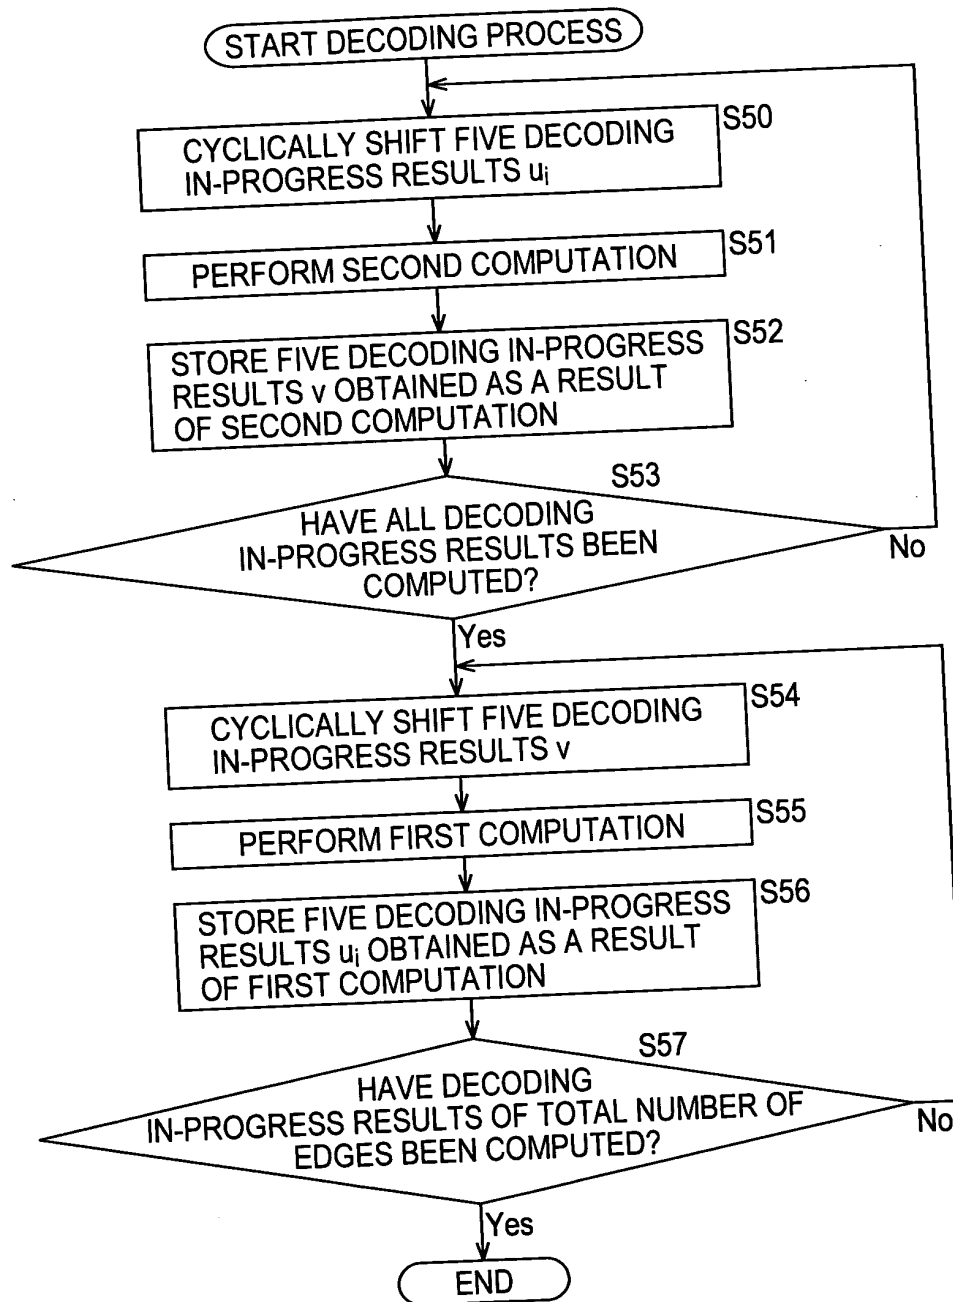 START DECODING PROCESS
S50
CYCLICALLY SHIFT FIVE DECODING
IN-PROGRESS RESULTS uᵢ
S51
PERFORM SECOND COMPUTATION
S52
STORE FIVE DECODING IN-PROGRESS
RESULTS v OBTAINED AS A RESULT
OF SECOND COMPUTATION
S53
HAVE ALL DECODING
IN-PROGRESS RESULTS BEEN
COMPUTED?
No
Yes
S54
CYCLICALLY SHIFT FIVE DECODING
IN-PROGRESS RESULTS v
S55
PERFORM FIRST COMPUTATION
S56
STORE FIVE DECODING IN-PROGRESS
RESULTS uᵢ OBTAINED AS A RESULT
OF FIRST COMPUTATION
S57
HAVE DECODING
IN-PROGRESS RESULTS OF TOTAL NUMBER OF
EDGES BEEN COMPUTED?
No
Yes
END